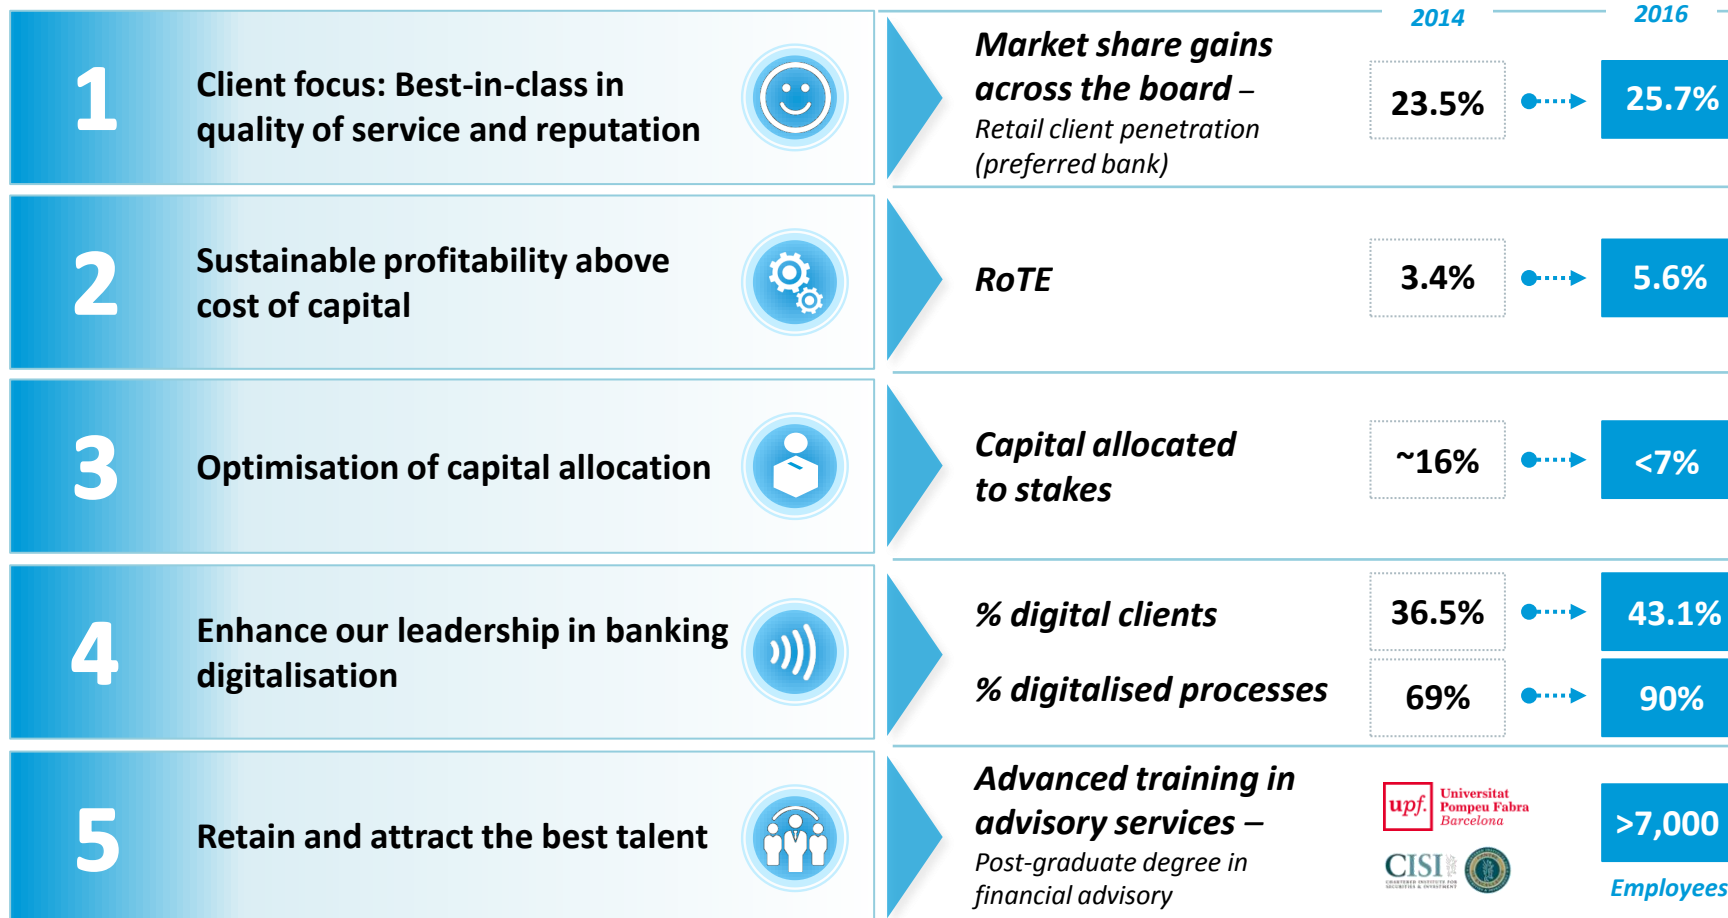 2014
2016
1
Client focus: Best-in-class in
quality of service and reputation
Market share gains
across the board –
Retail client penetration
(preferred bank)
23.5%
25.7%
2
Sustainable profitability above
cost of capital
RoTE
3.4%
5.6%
3
Optimisation of capital allocation
Capital allocated
to stakes
~16%
<7%
4
Enhance our leadership in banking
digitalisation
% digital clients
36.5%
43.1%
% digitalised processes
69%
90%
5
Retain and attract the best talent
Advanced training in
advisory services –
Post-graduate degree in
financial advisory
upf.
Universitat
Pompeu Fabra
Barcelona
CISI
CHARTERED INSTITUTE FOR
SECURITIES & INVESTMENT
>7,000
Employees